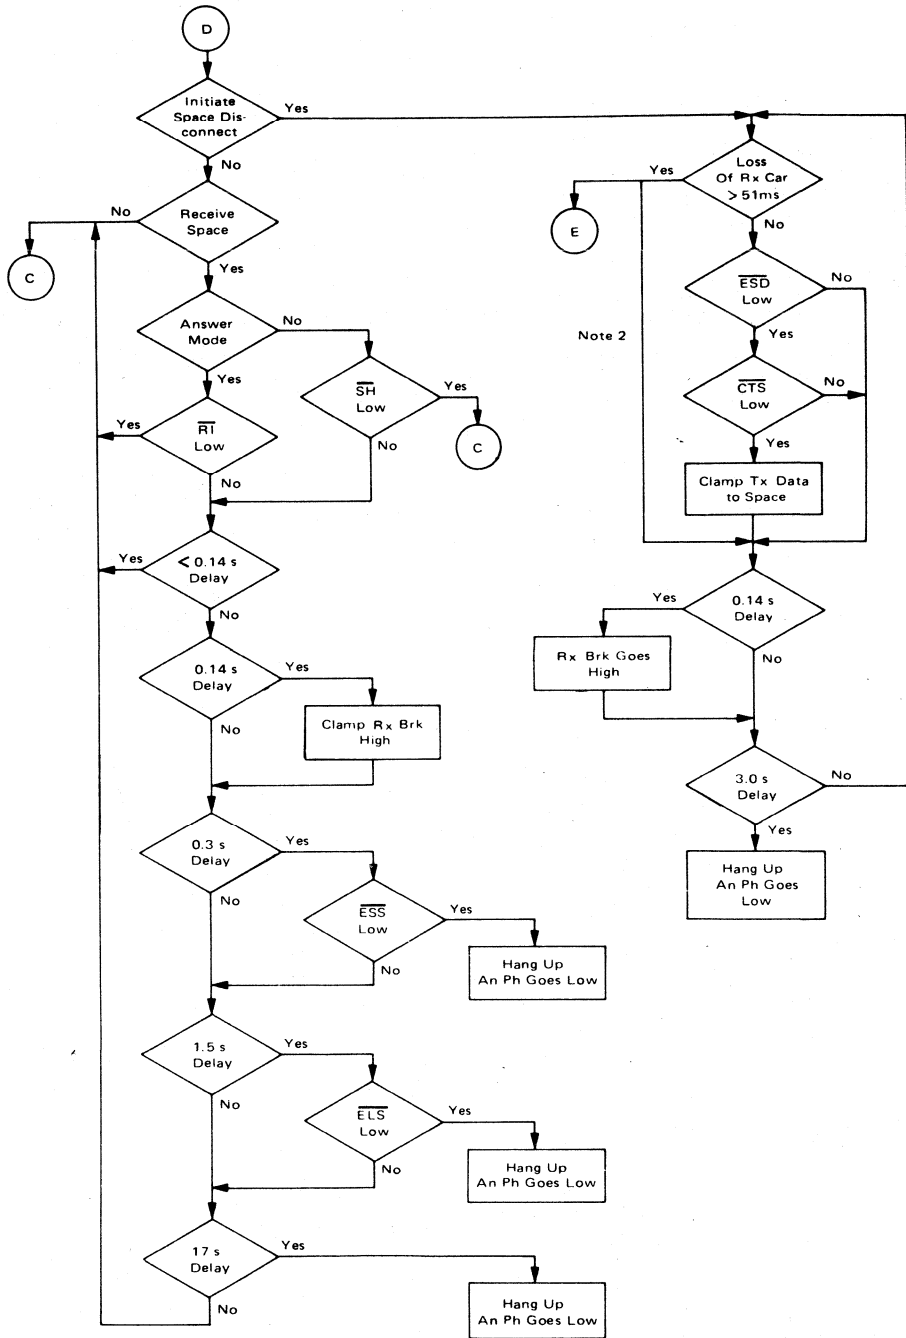 D
Initiate
Space Dis-
connect
Yes
No
Loss
Of Rx Car
> 51ms
Yes
No
E
Receive
Space
No
Yes
C
ESD
Low
No
Yes
Note 2
Answer
Mode
No
Yes
SH
Low
Yes
No
C
CTS
Low
No
Yes
RI
Low
Yes
No
Clamp Tx Data
to Space
< 0.14 s
Delay
Yes
No
0.14 s
Delay
Yes
No
Rx Brk Goes
High
0.14 s
Delay
Yes
No
Clamp Rx Brk
High
3.0 s
Delay
No
Yes
Hang Up
An Ph Goes
Low
0.3 s
Delay
Yes
No
ESS
Low
Yes
No
Hang Up
An Ph Goes Low
1.5 s
Delay
Yes
No
ELS
Low
Yes
No
Hang Up
An Ph Goes Low
17 s
Delay
Yes
No
Hang Up
An Ph Goes Low